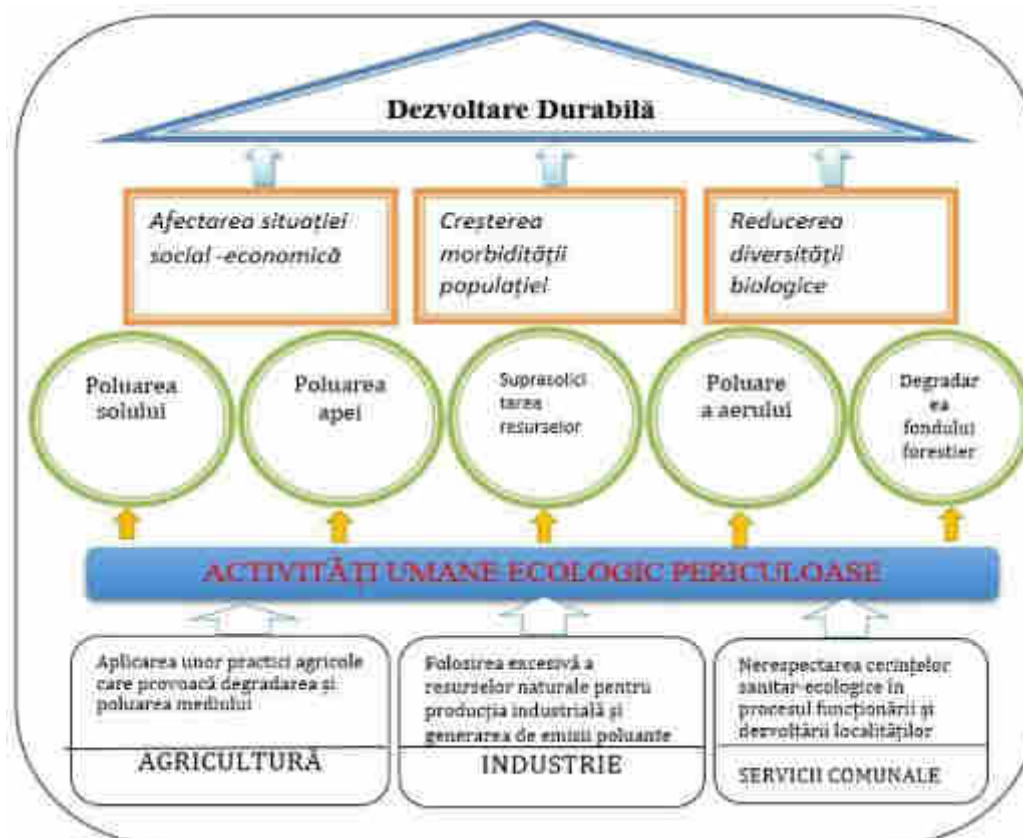 Dezvoltare Durabilă
Afectarea situației
social -economică
Creșterea
morbidității
populației
Reducerea
diversității
biologice
Poluarea
solului
Poluarea
apei
Suprasolici
tarea
resurselor
Poluare
a aerului
Degradar
ea
fondului
forestier
ACTIVITĂȚI UMANE ECOLOGIC PERICULOASE
Aplicarea unor practici agricole
care provoacă degradarea și
poluarea mediului
AGRICULTURĂ
Folosirea excesivă a
resurselor naturale pentru
producția industrială și
generarea de emisii poluante
INDUSTRIE
Nerespectarea cerințelor
sanitar-ecologice în
procesul funcționării și
dezvoltării localităților
SERVICII COMUNALE